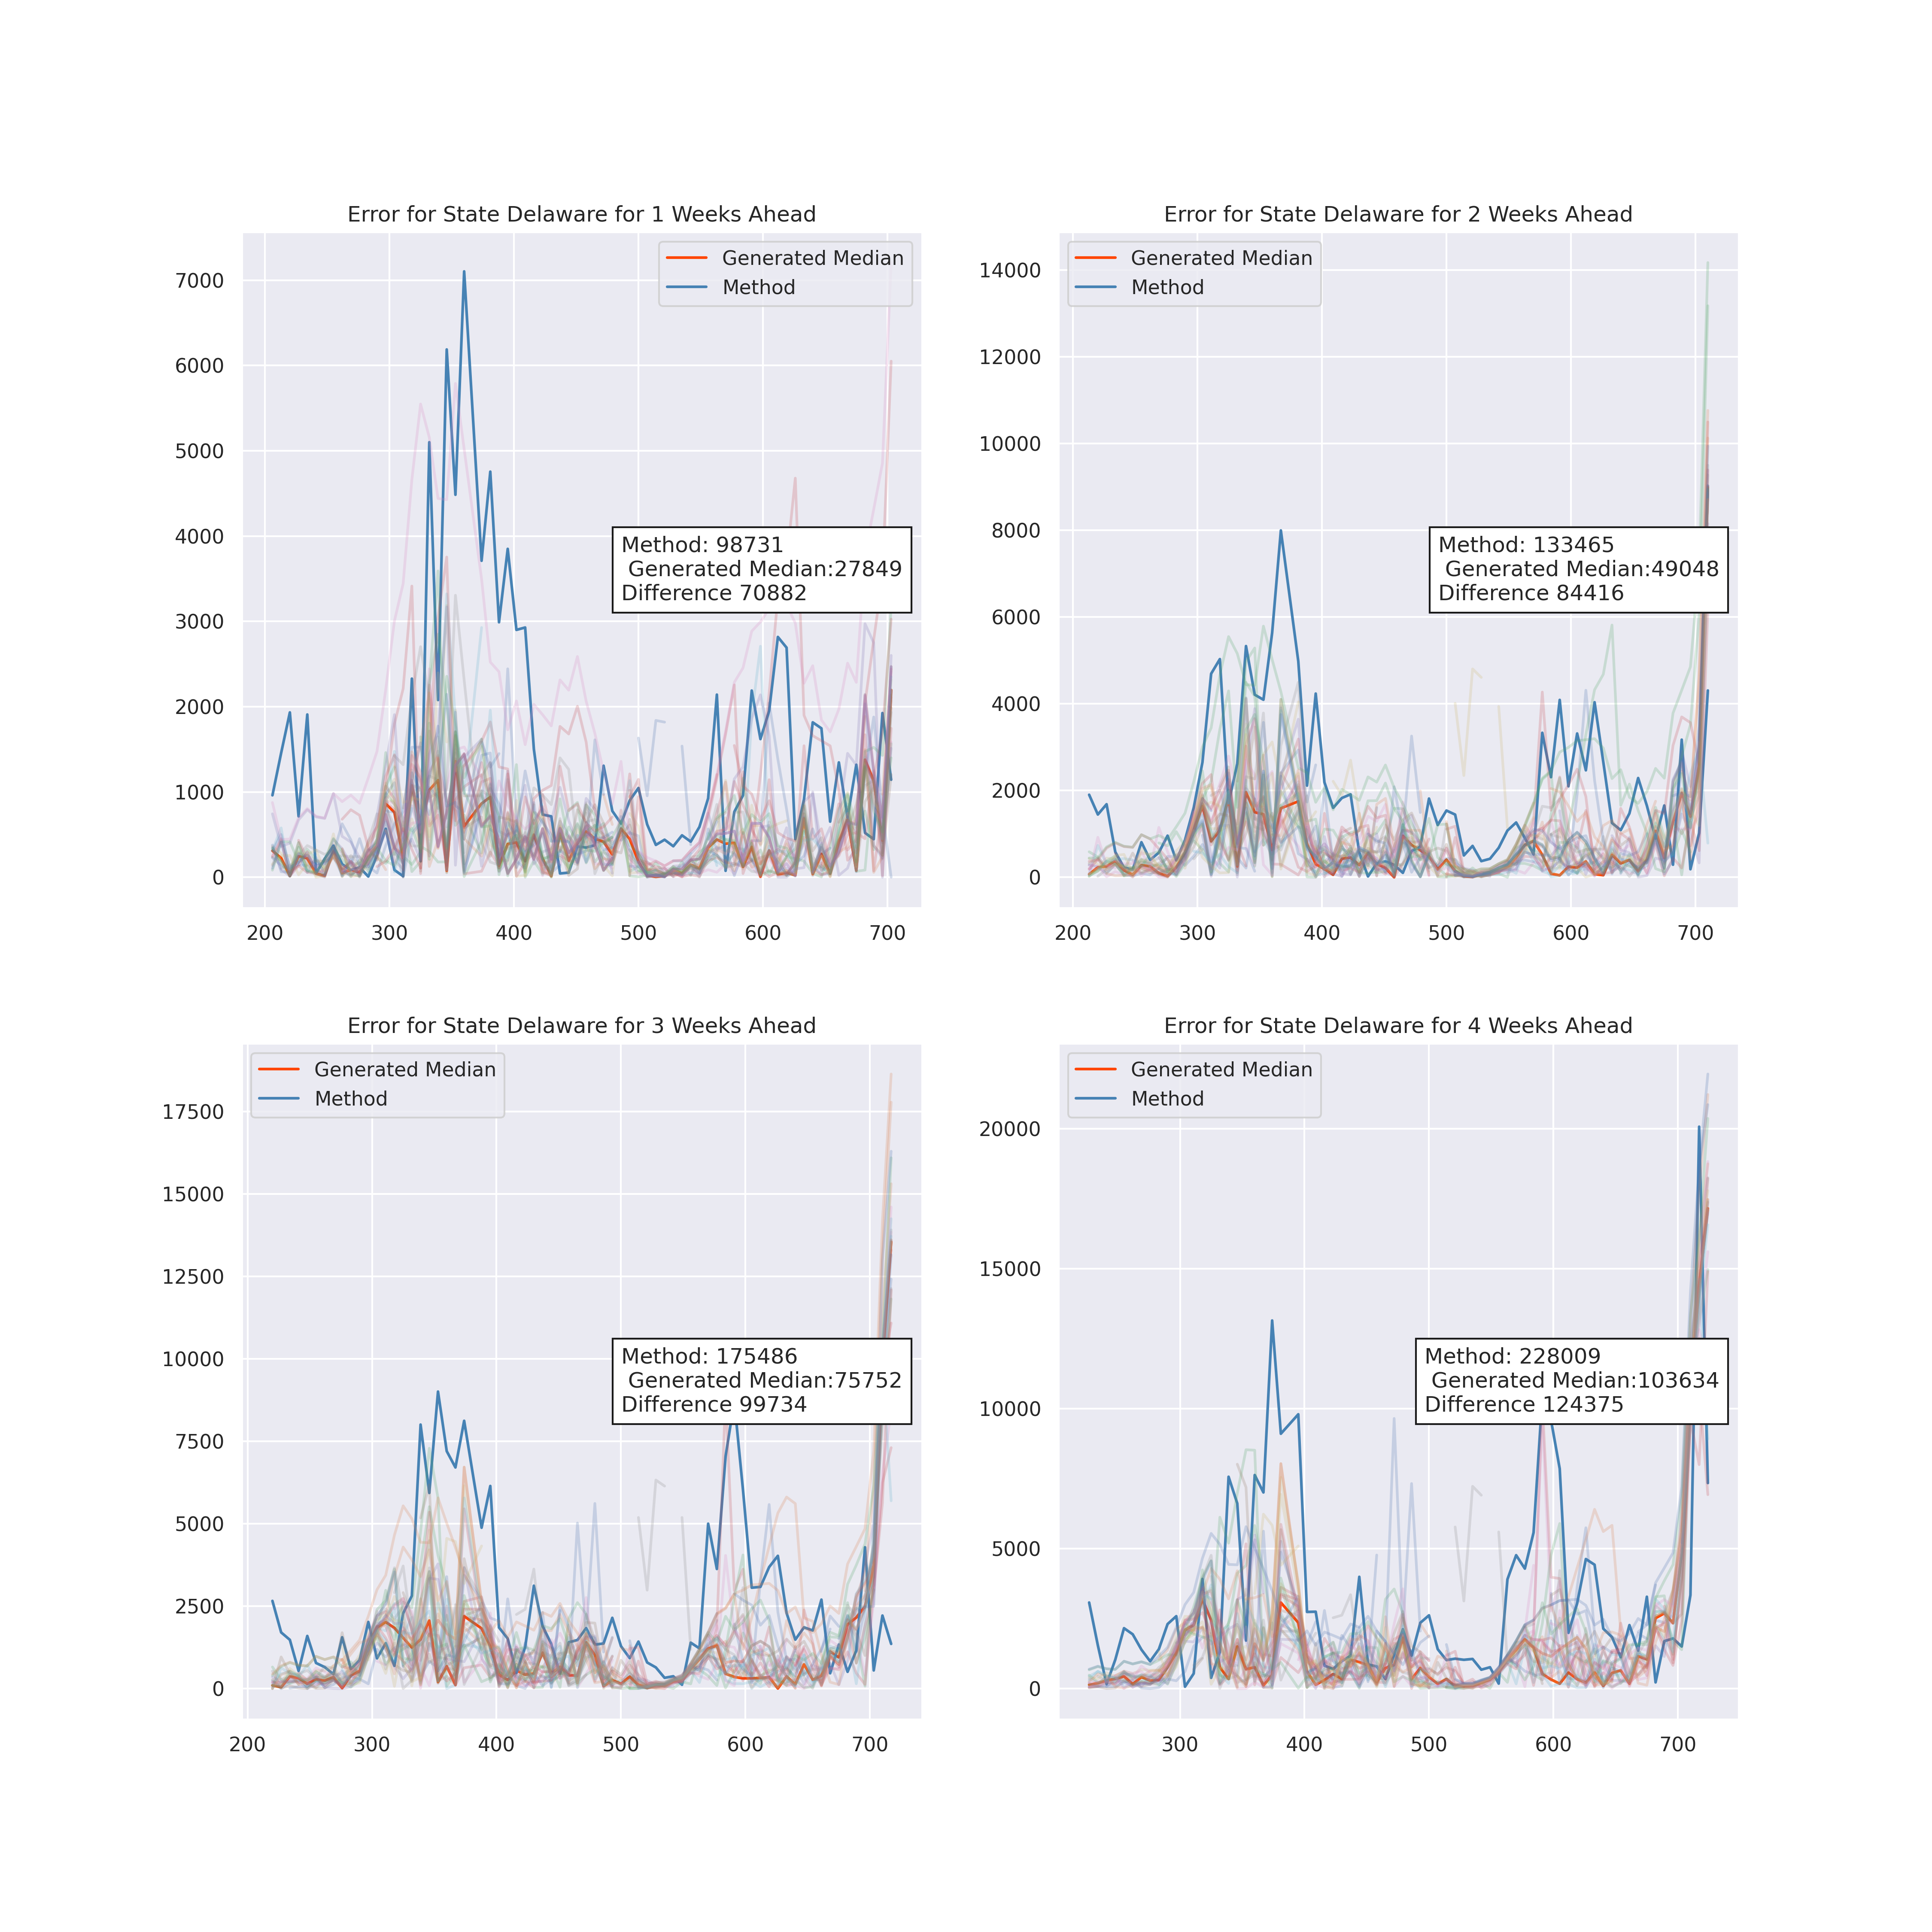 Error for State Delaware for 1 Weeks Ahead
Generated Median
Method
7000
6000
5000
4000
3000
2000
1000
0
Method: 98731
Generated Median:27849
Difference 70882
200 300 400 500 600 700
Error for State Delaware for 2 Weeks Ahead
Generated Median
Method
14000
12000
10000
8000
6000
4000
2000
0
Method: 133465
Generated Median:49048
Difference 84416
200 300 400 500 600 700
Error for State Delaware for 3 Weeks Ahead
Generated Median
Method
17500
15000
12500
10000
7500
5000
2500
0
Method: 175486
Generated Median:75752
Difference 99734
200 300 400 500 600 700
Error for State Delaware for 4 Weeks Ahead
Generated Median
Method
20000
15000
10000
5000
0
Method: 228009
Generated Median:103634
Difference 124375
300 400 500 600 700